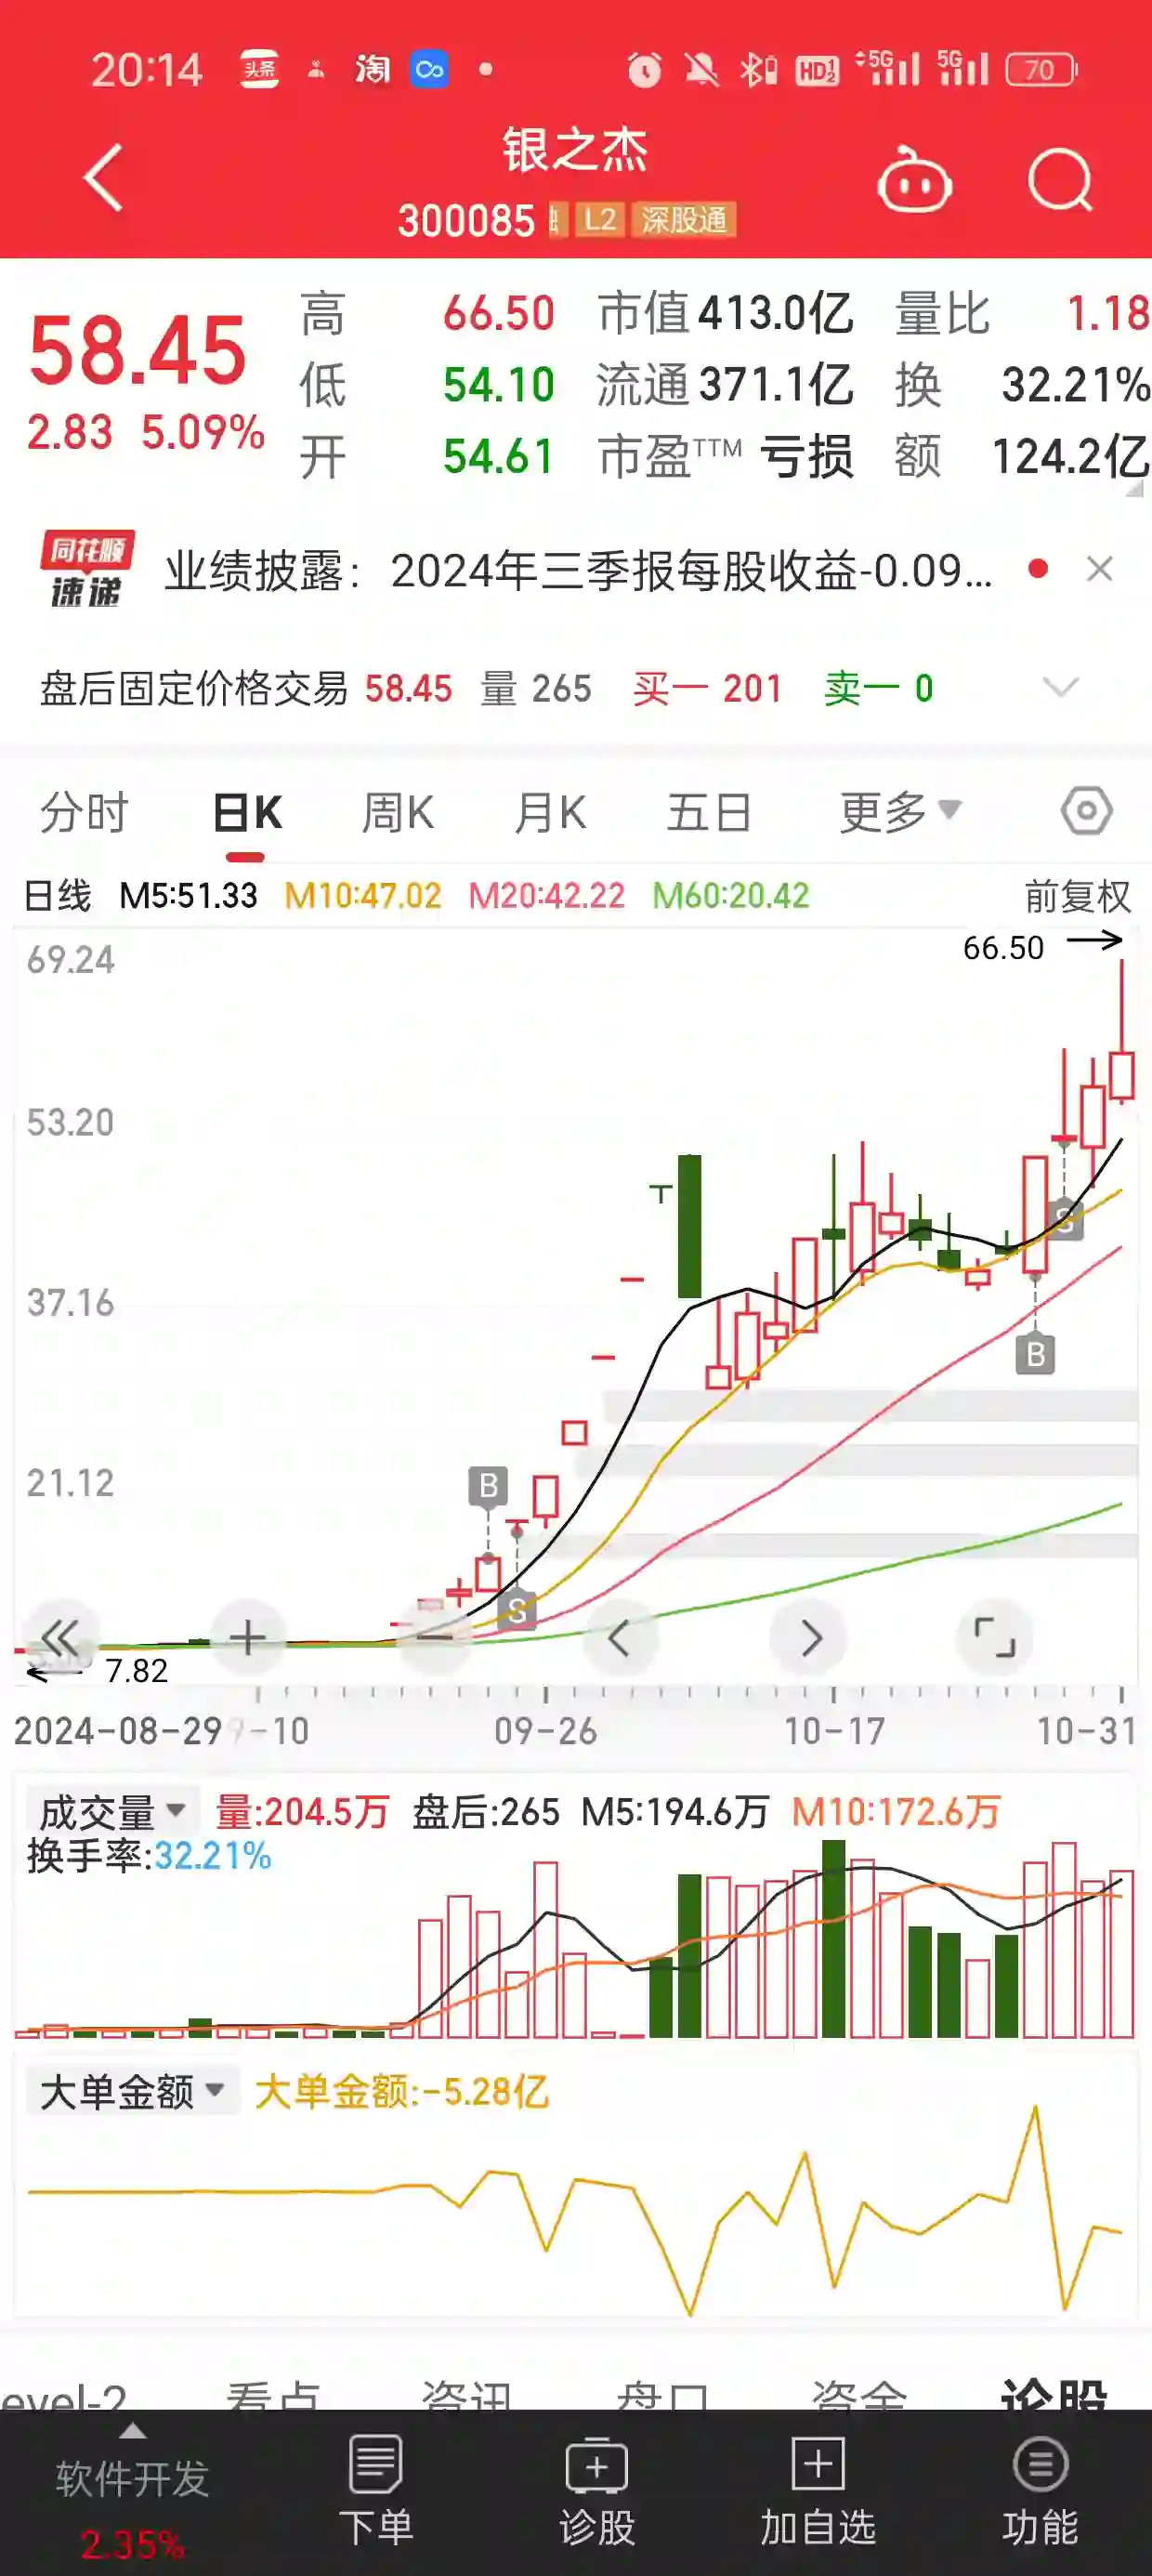 20:14 头条 淘 HD 1 2 5G 5G 70
银之杰
300085 L2 深股通
58.45
2.83 5.09%
高 66.50 市值 413.0亿 量比 1.18
低 54.10 流通 371.1亿 换 32.21%
开 54.61 市盈TTM 亏损 额 124.2亿
同花顺
速递
业绩披露：2024年三季报每股收益-0.09...
盘后固定价格交易 58.45 量 265 买一 201 卖一 0
分时 日K 周K 月K 五日 更多
日线 M5:51.33 M10:47.02 M20:42.22 M60:20.42 前复权
66.50
69.24
53.20
S
37.16
B
21.12
B
S
7.82
2024-08-29 9-10 09-26 10-17 10-31
成交量 量:204.5万 盘后:265 M5:194.6万 M10:172.6万
换手率:32.21%
大单金额 大单金额:-5.28亿
evel-2 看点 资讯 盘口 资金 论股
软件开发
2.35%
下单 诊股 加自选 功能